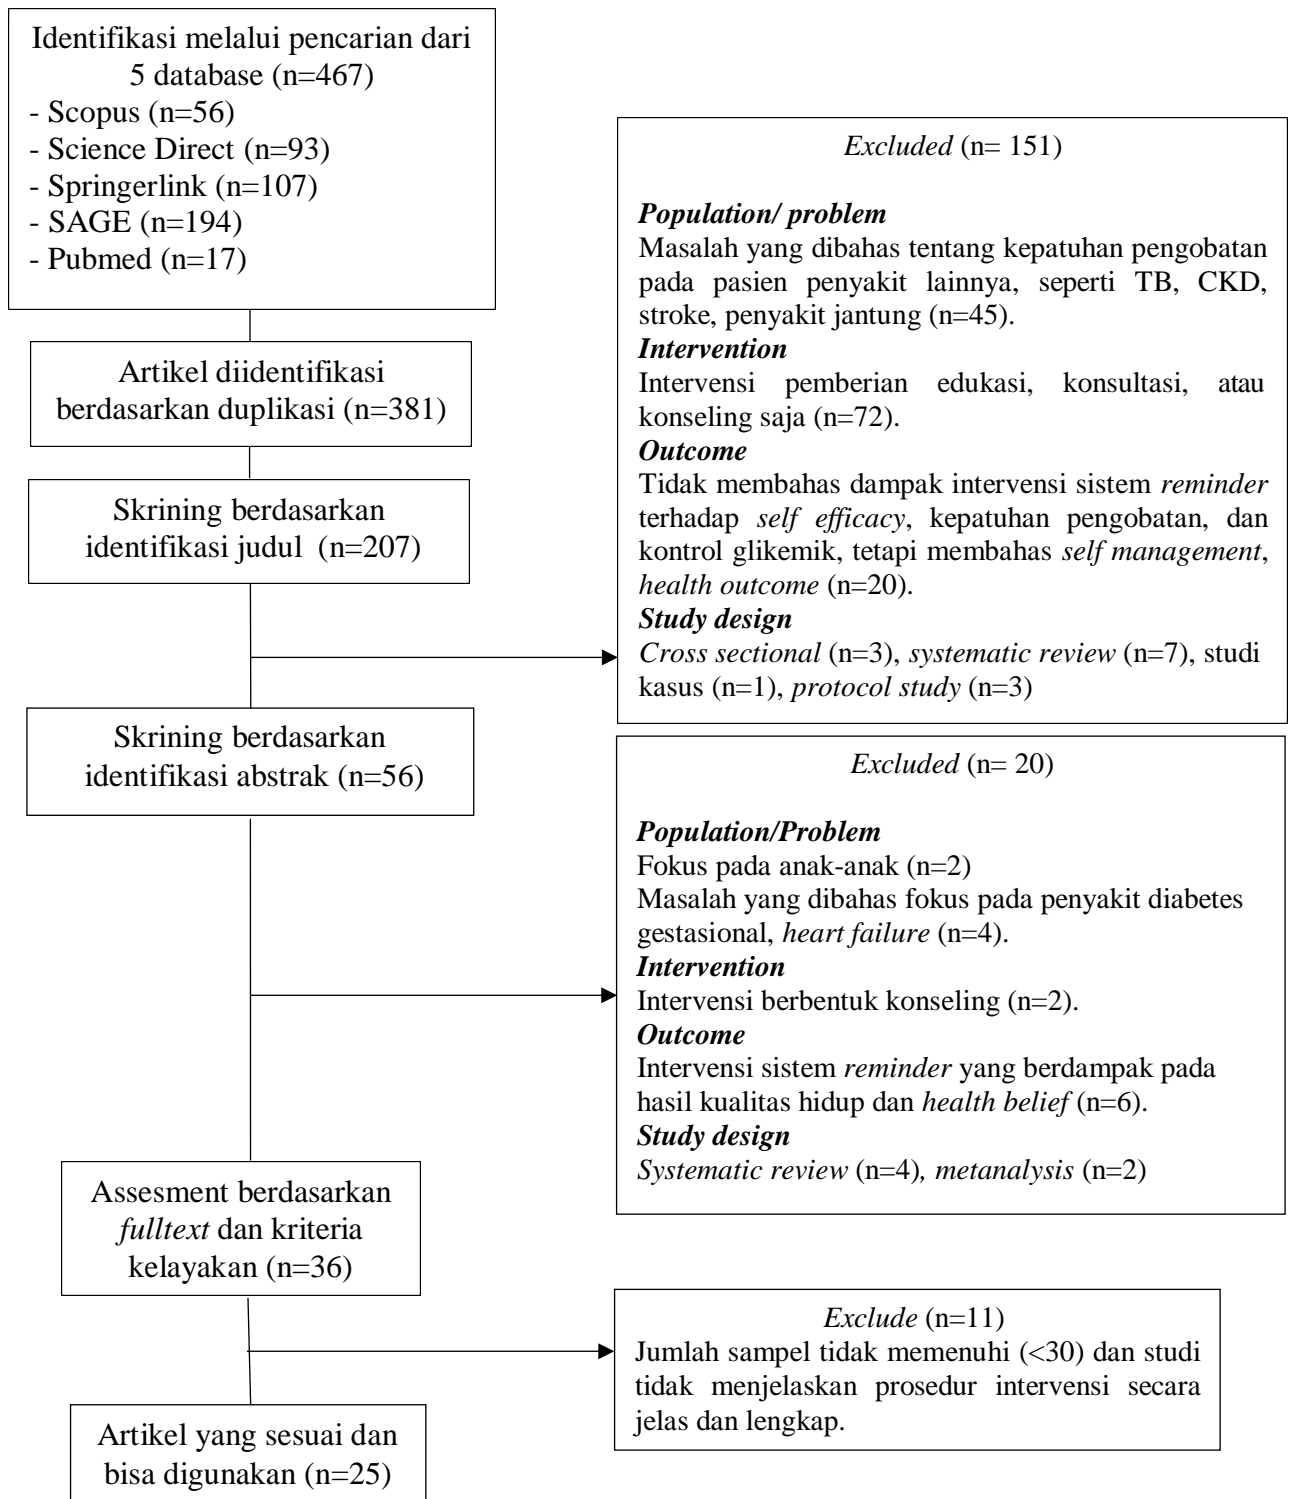 Identifikasi melalui pencarian dari
5 database (n=467)
- Scopus (n=56)
- Science Direct (n=93)
- Springerlink (n=107)
- SAGE (n=194)
- Pubmed (n=17)
Artikel diidentifikasi
berdasarkan duplikasi (n=381)
Skrining berdasarkan
identifikasi judul (n=207)
Excluded (n= 151)
Population/ problem
Masalah yang dibahas tentang kepatuhan pengobatan
pada pasien penyakit lainnya, seperti TB, CKD,
stroke, penyakit jantung (n=45).
Intervention
Intervensi pemberian edukasi, konsultasi, atau
konseling saja (n=72).
Outcome
Tidak membahas dampak intervensi sistem reminder
terhadap self efficacy, kepatuhan pengobatan, dan
kontrol glikemik, tetapi membahas self management,
health outcome (n=20).
Study design
Cross sectional (n=3), systematic review (n=7), studi
kasus (n=1), protocol study (n=3)
Skrining berdasarkan
identifikasi abstrak (n=56)
Excluded (n= 20)
Population/Problem
Fokus pada anak-anak (n=2)
Masalah yang dibahas fokus pada penyakit diabetes
gestasional, heart failure (n=4).
Intervention
Intervensi berbentuk konseling (n=2).
Outcome
Intervensi sistem reminder yang berdampak pada
hasil kualitas hidup dan health belief (n=6).
Study design
Systematic review (n=4), metanalysis (n=2)
Assesment berdasarkan
fulltext dan kriteria
kelayakan (n=36)
Exclude (n=11)
Jumlah sampel tidak memenuhi (<30) dan studi
tidak menjelaskan prosedur intervensi secara
jelas dan lengkap.
Artikel yang sesuai dan
bisa digunakan (n=25)